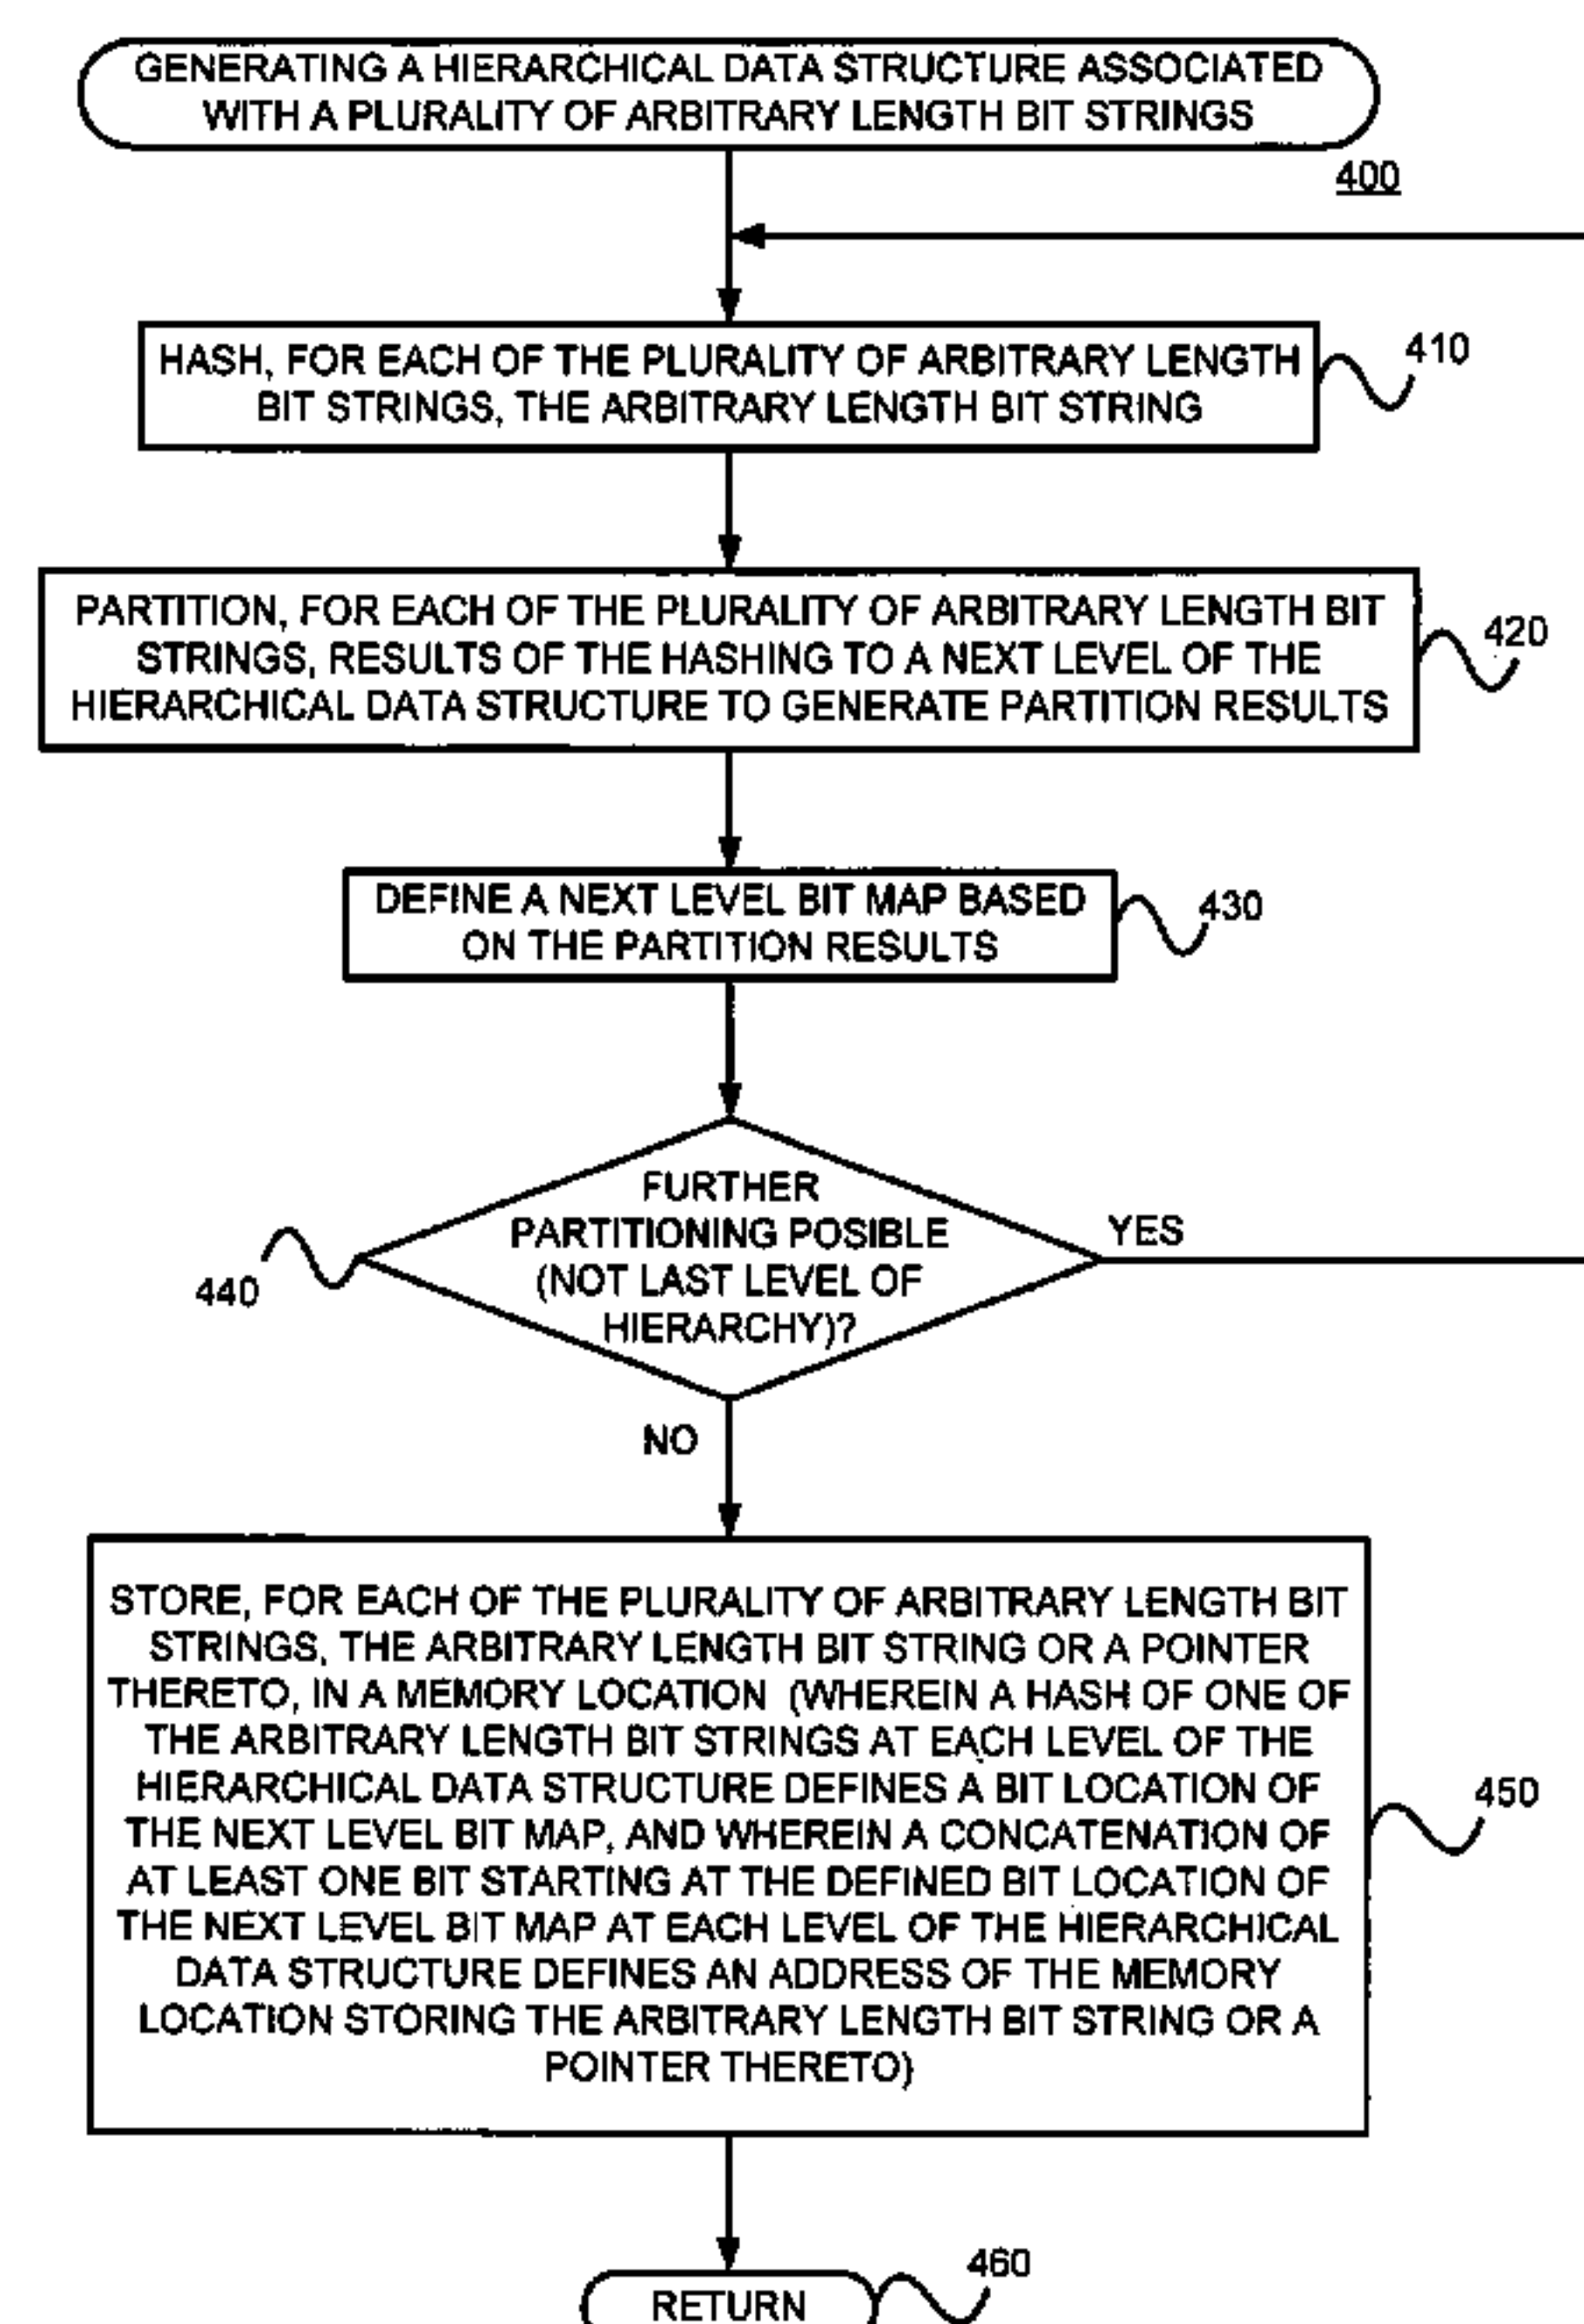 GENERATING A HIERARCHICAL DATA STRUCTURE ASSOCIATED
WITH A PLURALITY OF ARBITRARY LENGTH BIT STRINGS
400
HASH, FOR EACH OF THE PLURALITY OF ARBITRARY LENGTH
BIT STRINGS, THE ARBITRARY LENGTH BIT STRING
410
PARTITION, FOR EACH OF THE PLURALITY OF ARBITRARY LENGTH BIT
STRINGS, RESULTS OF THE HASHING TO A NEXT LEVEL OF THE
HIERARCHICAL DATA STRUCTURE TO GENERATE PARTITION RESULTS
420
DEFINE A NEXT LEVEL BIT MAP BASED
ON THE PARTITION RESULTS
430
FURTHER
PARTITIONING POSIBLE
(NOT LAST LEVEL OF
HIERARCHY)?
YES
440
NO
STORE, FOR EACH OF THE PLURALITY OF ARBITRARY LENGTH BIT
STRINGS, THE ARBITRARY LENGTH BIT STRING OR A POINTER
THERETO, IN A MEMORY LOCATION (WHEREIN A HASH OF ONE OF
THE ARBITRARY LENGTH BIT STRINGS AT EACH LEVEL OF THE
HIERARCHICAL DATA STRUCTURE DEFINES A BIT LOCATION OF
THE NEXT LEVEL BIT MAP, AND WHEREIN A CONCATENATION OF
AT LEAST ONE BIT STARTING AT THE DEFINED BIT LOCATION OF
THE NEXT LEVEL BIT MAP AT EACH LEVEL OF THE HIERARCHICAL
DATA STRUCTURE DEFINES AN ADDRESS OF THE MEMORY
LOCATION STORING THE ARBITRARY LENGTH BIT STRING OR A
POINTER THERETO)
450
RETURN
460